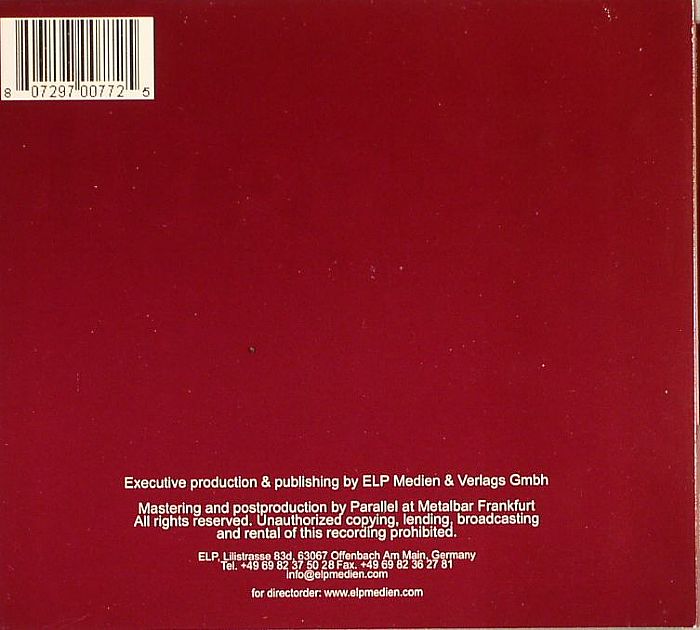 8 07297 00772 5
Executive production & publishing by ELP Medien & Verlags Gmbh
Mastering and postproduction by Parallel at Metalbar Frankfurt
All rights reserved. Unauthorized copying, lending, broadcasting
and rental of this recording prohibited.
ELP, Lilistrasse 83d, 63067 Offenbach Am Main, Germany
Tel. +49 69 82 37 50 28 Fax. +49 69 82 36 27 81
info@elpmedien.com
for directorder: www.elpmedien.com